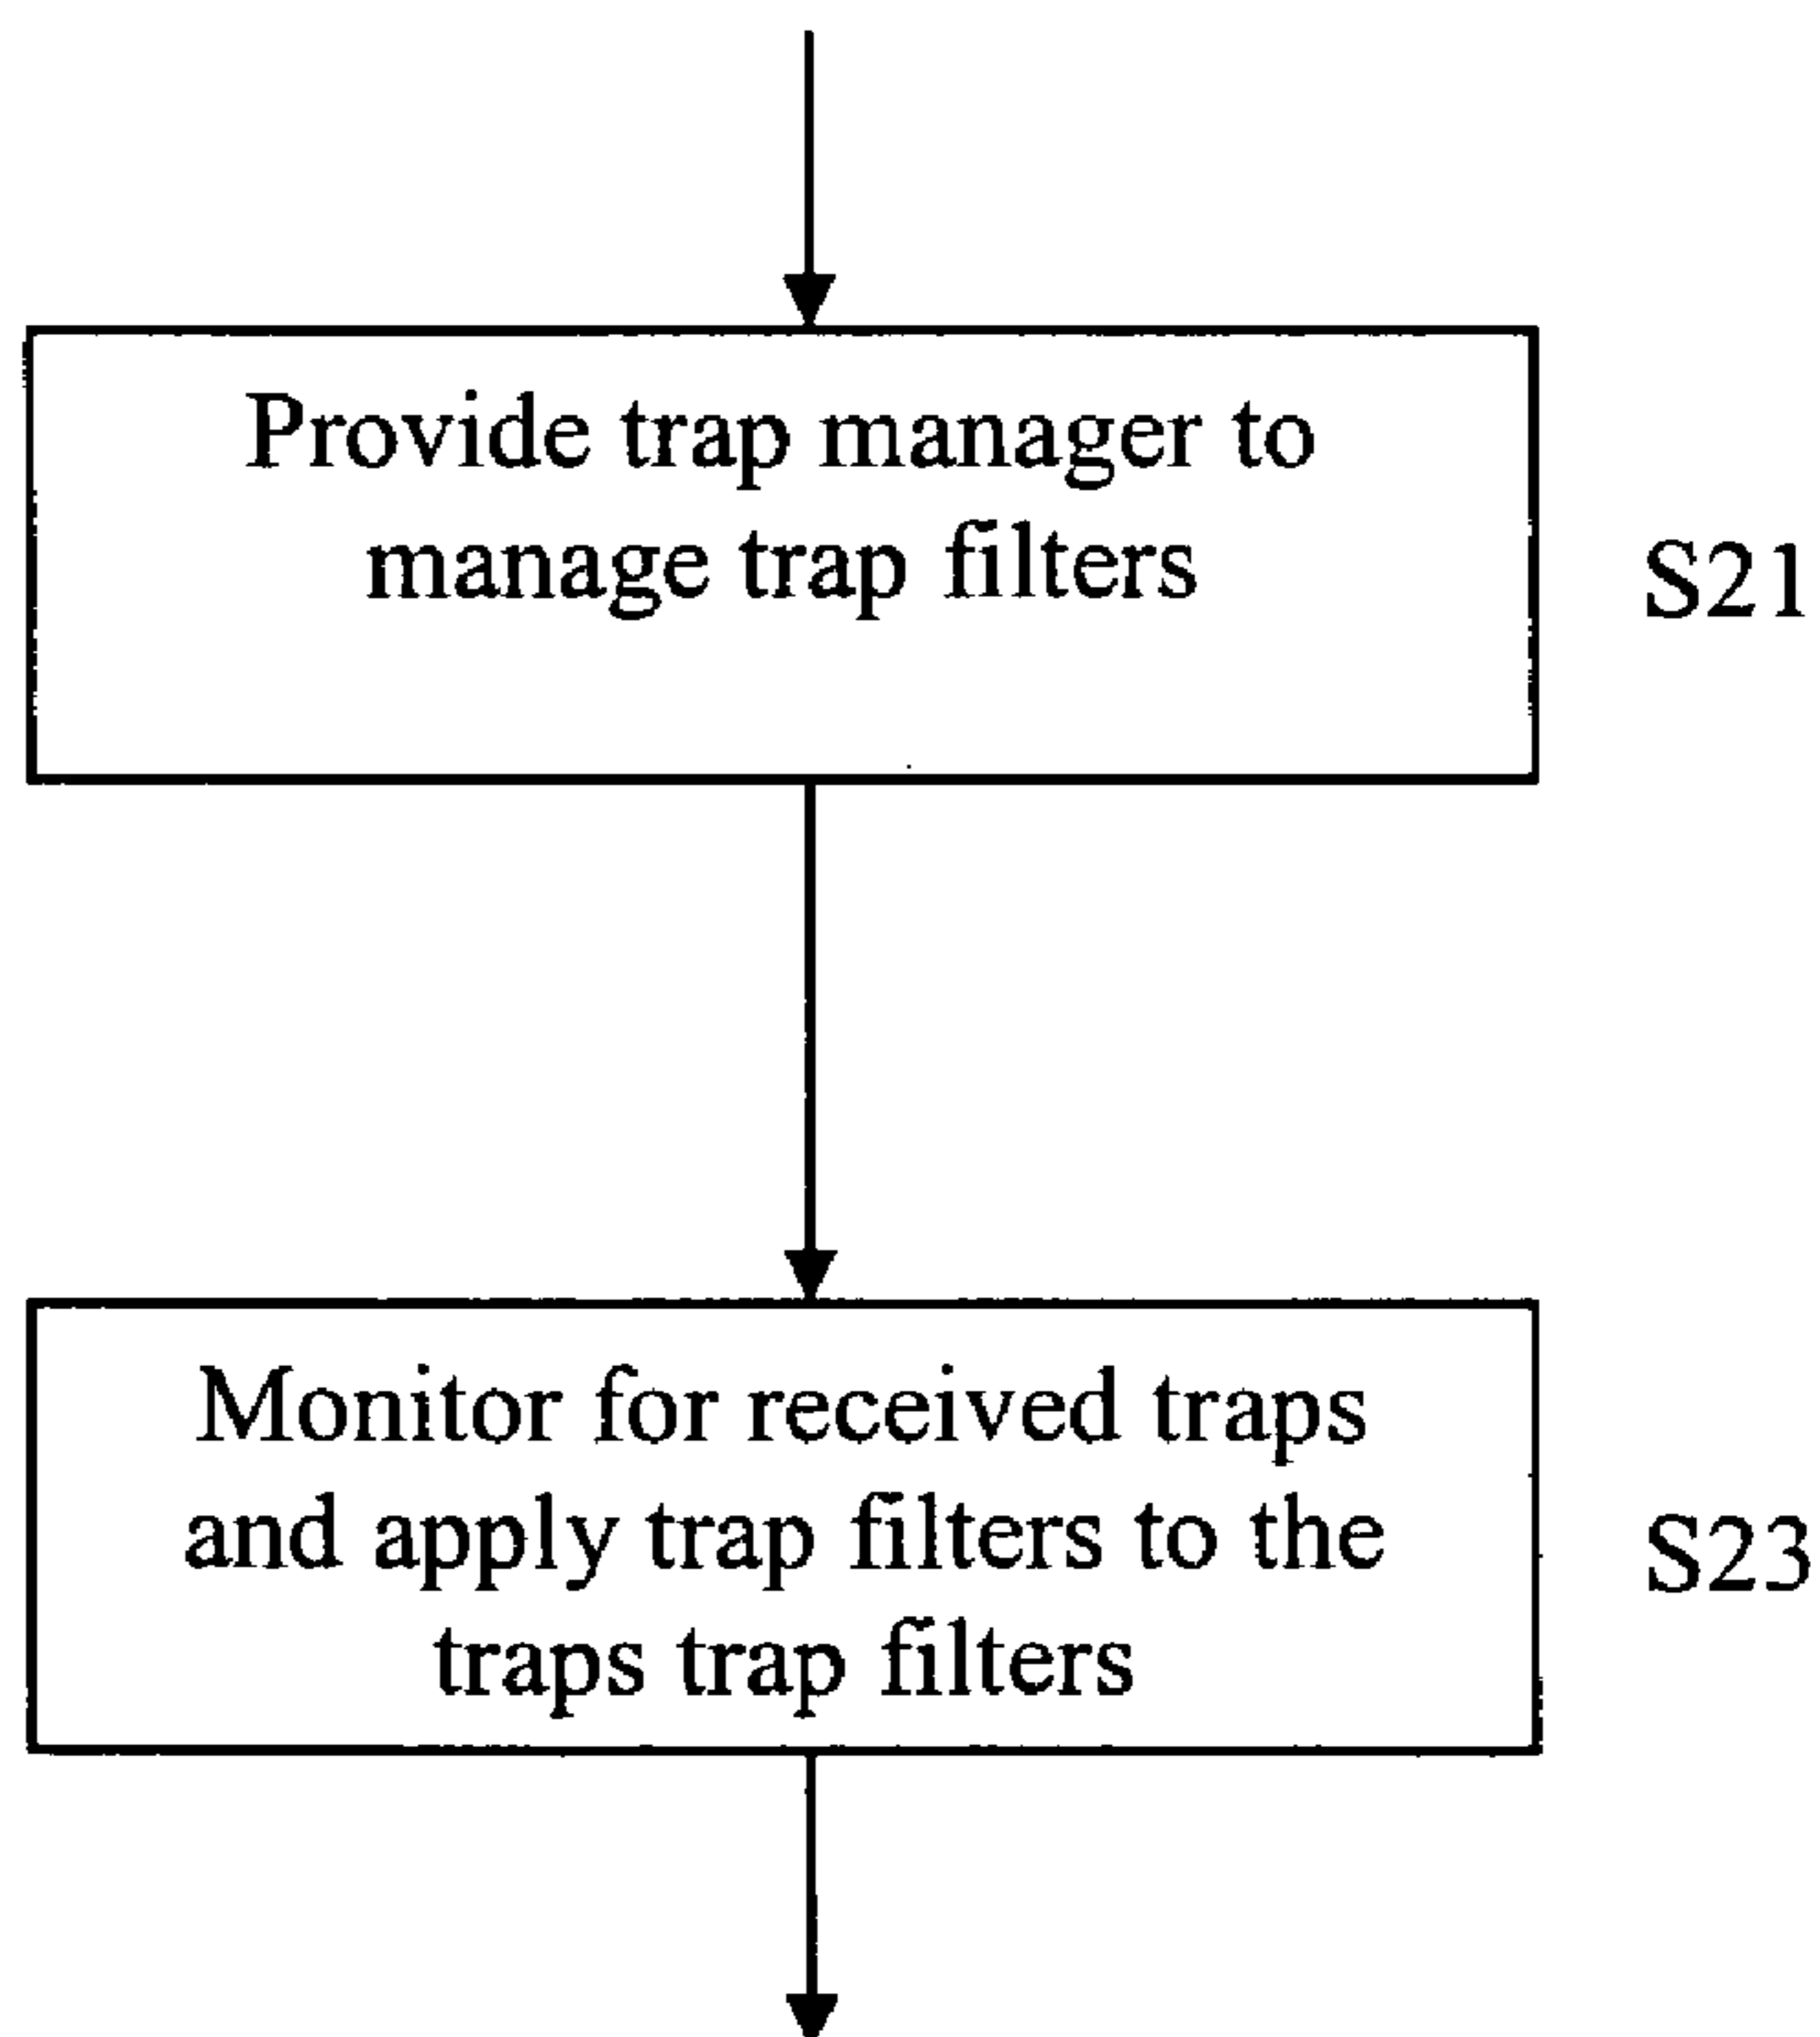 Provide trap manager to
manage trap filters
S21
Monitor for received traps
and apply trap filters to the
traps trap filters
S23